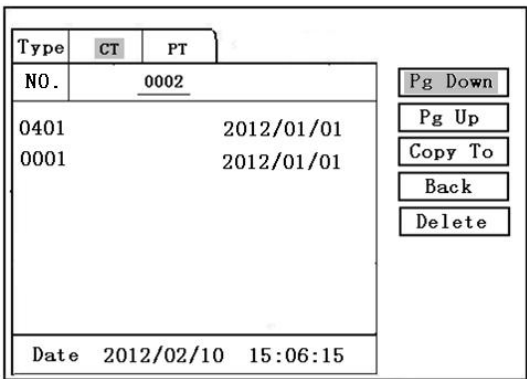 Type CT PT
NO. 0002
0401 2012/01/01
0001 2012/01/01
Date 2012/02/10 15:06:15
Pg Down
Pg Up
Copy To
Back
Delete